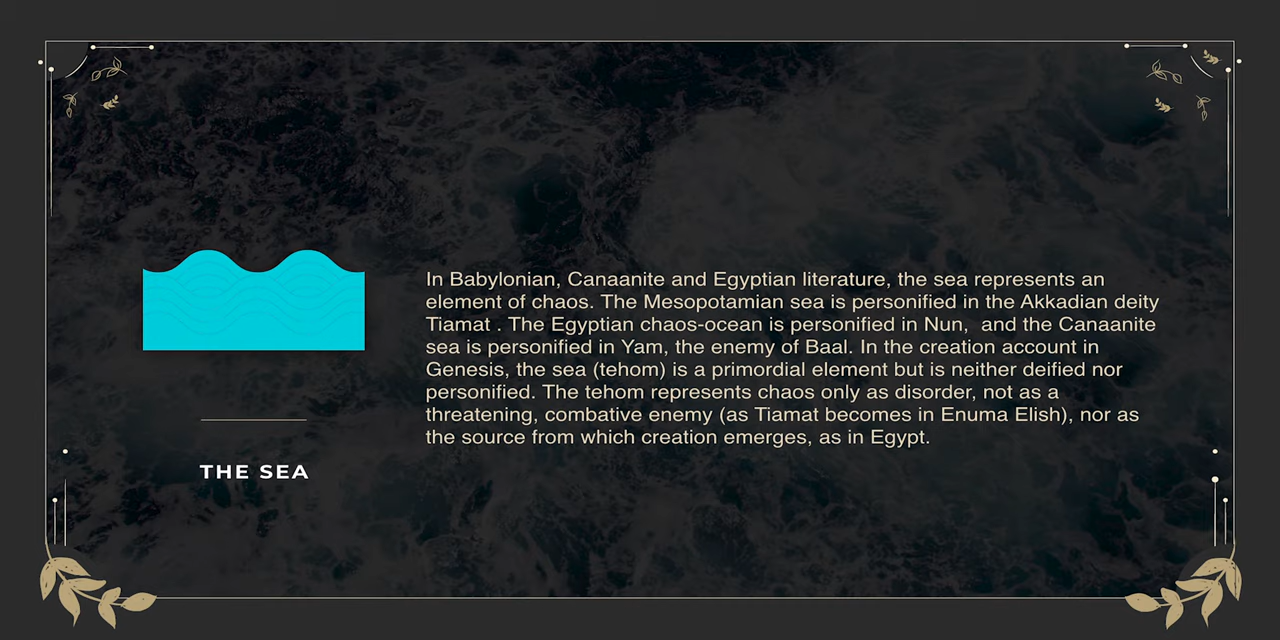 In Babylonian, Canaanite and Egyptian literature, the sea represents an
element of chaos. The Mesopotamian sea is personified in the Akkadian deity
Tiamat . The Egyptian chaos-ocean is personified in Nun,  and the Canaanite
sea is personified in Yam, the enemy of Baal. In the creation account in
Genesis, the sea (tehom) is a primordial element but is neither deified nor
personified. The tehom represents chaos only as disorder, not as a
threatening, combative enemy (as Tiamat becomes in Enuma Elish), nor as
the source from which creation emerges, as in Egypt.
THE SEA